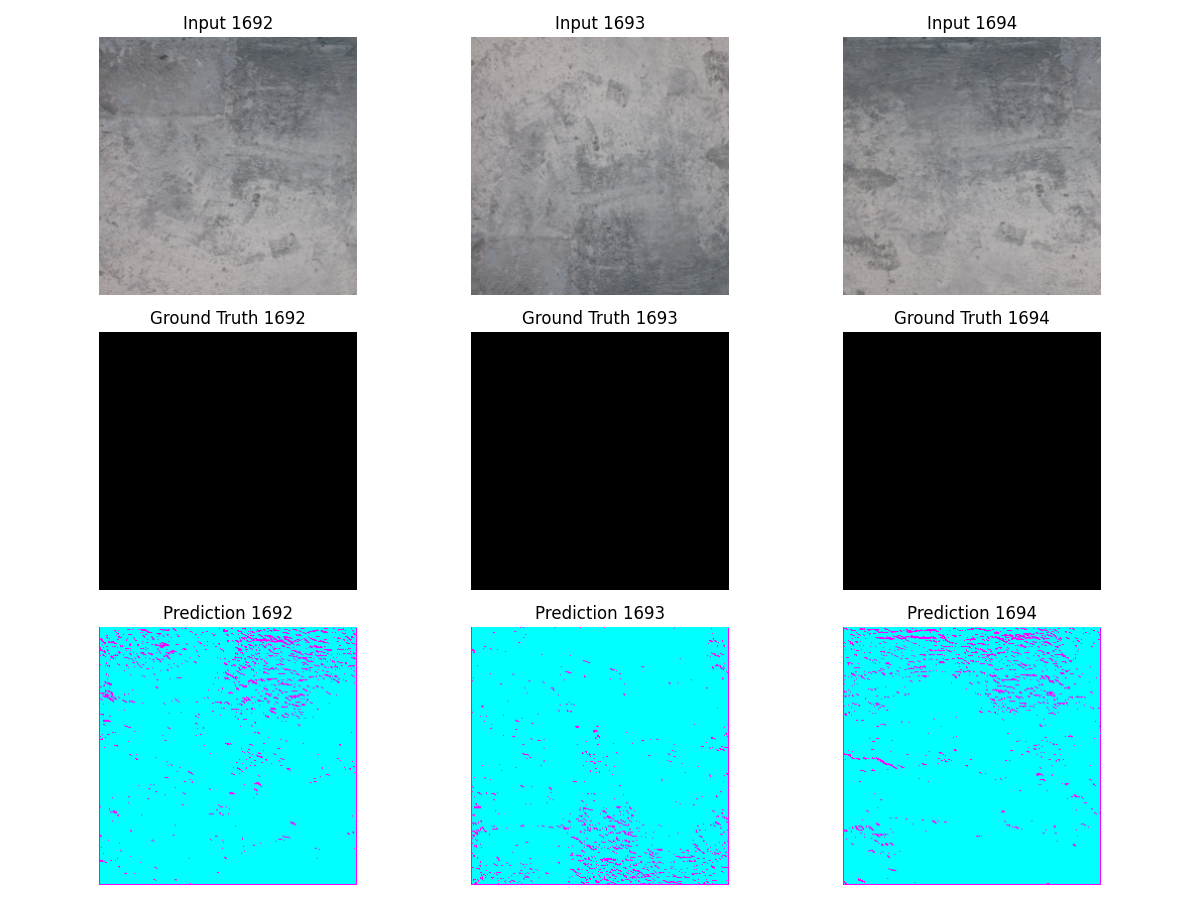 Input 1692
Input 1693
Input 1694
Ground Truth 1692
Ground Truth 1693
Ground Truth 1694
Prediction 1692
Prediction 1693
Prediction 1694